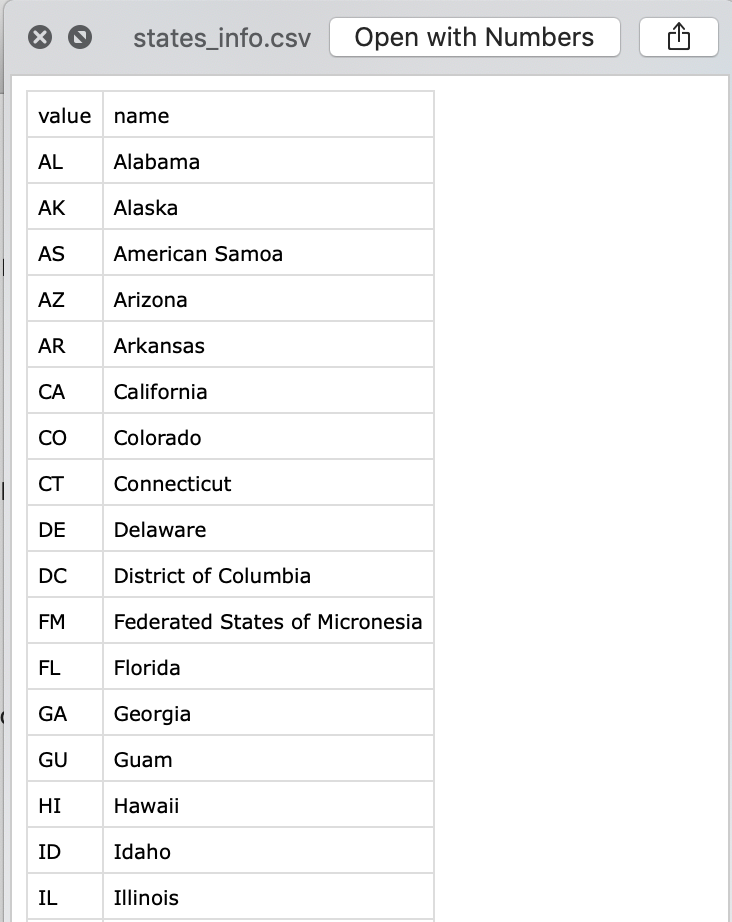 states_info.csv Open with Numbers
value name
AL Alabama
AK Alaska
AS American Samoa
AZ Arizona
AR Arkansas
CA California
CO Colorado
CT Connecticut
DE Delaware
DC District of Columbia
FM Federated States of Micronesia
FL Florida
GA Georgia
GU Guam
HI Hawaii
ID Idaho
IL Illinois